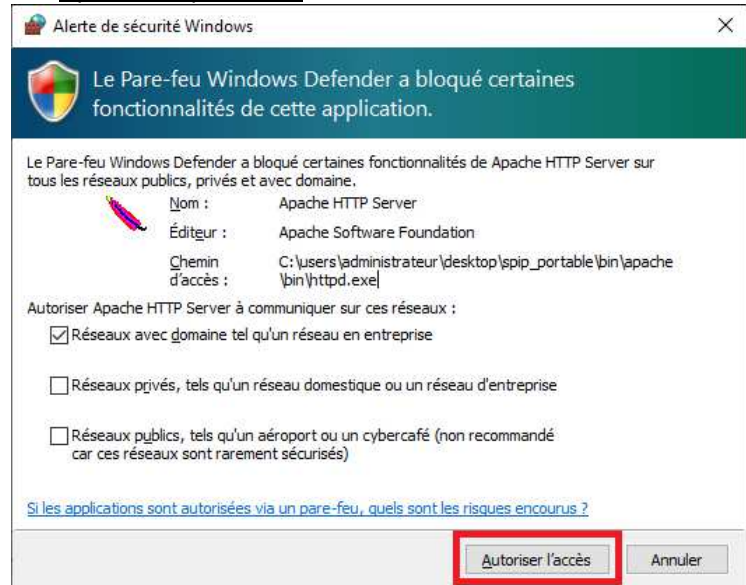 Alerte de sécurité Windows
Le Pare-feu Windows Defender a bloqué certaines
fonctionnalités de cette application.
Le Pare-feu Windows Defender a bloqué certaines fonctionnalités de Apache HTTP Server sur
tous les réseaux publics, privés et avec domaine.
Nom : Apache HTTP Server
Éditeur : Apache Software Foundation
Chemin d'accès : C:\users\administrateur\desktop\spip_portable\bin\apache
\bin\httpd.exe
Autoriser Apache HTTP Server à communiquer sur ces réseaux :
Réseaux avec domaine tel qu'un réseau en entreprise
Réseaux privés, tels qu'un réseau domestique ou un réseau d'entreprise
Réseaux publics, tels qu'un aéroport ou un cybercafé (non recommandé
car ces réseaux sont rarement sécurisés)
Si les applications sont autorisées via un pare-feu, quels sont les risques encourus ?
Autoriser l'accès Annuler